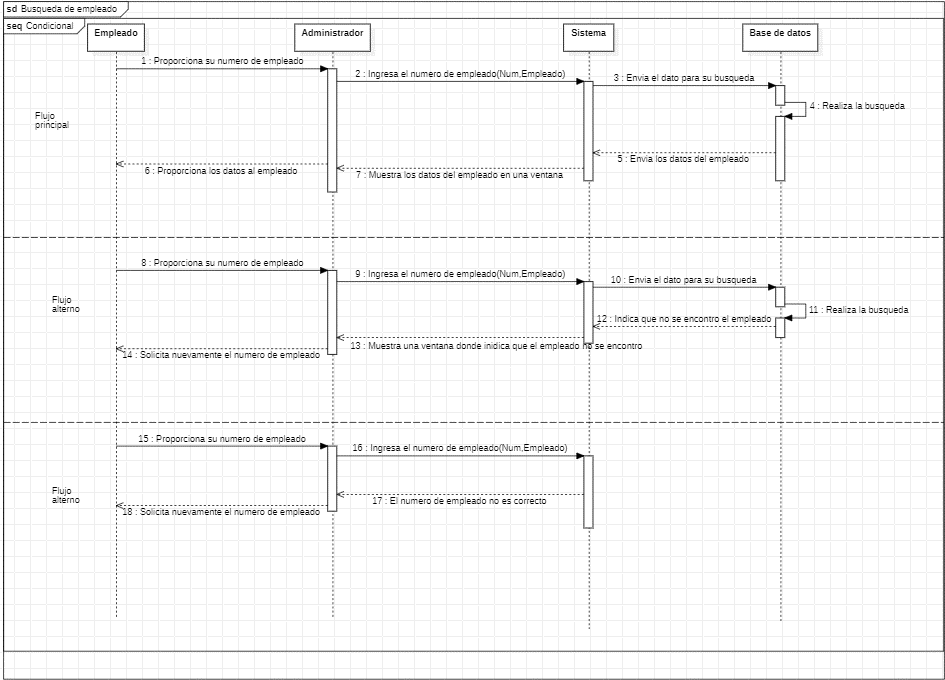 sd Busqueda de empleado
seq Condicional
Empleado
Administrador
Sistema
Base de datos
1 : Proporciona su numero de empleado
2 : Ingresa el numero de empleado(Num,Empleado)
3 : Envia el dato para su busqueda
4 : Realiza la busqueda
Flujo
principal
5 : Envia los datos del empleado
6 : Proporciona los datos al empleado
7 : Muestra los datos del empleado en una ventana
8 : Proporciona su numero de empleado
9 : Ingresa el numero de empleado(Num,Empleado)
10 : Envia el dato para su busqueda
11 : Realiza la busqueda
Flujo
alterno
12 : Indica que no se encontro el empleado
13 : Muestra una ventana donde inidica que el empleado no se encontro
14 : Solicita nuevamente el numero de empleado
15 : Proporciona su numero de empleado
16 : Ingresa el numero de empleado(Num,Empleado)
Flujo
alterno
17 : El numero de empleado no es correcto
18 : Solicita nuevamente el numero de empleado